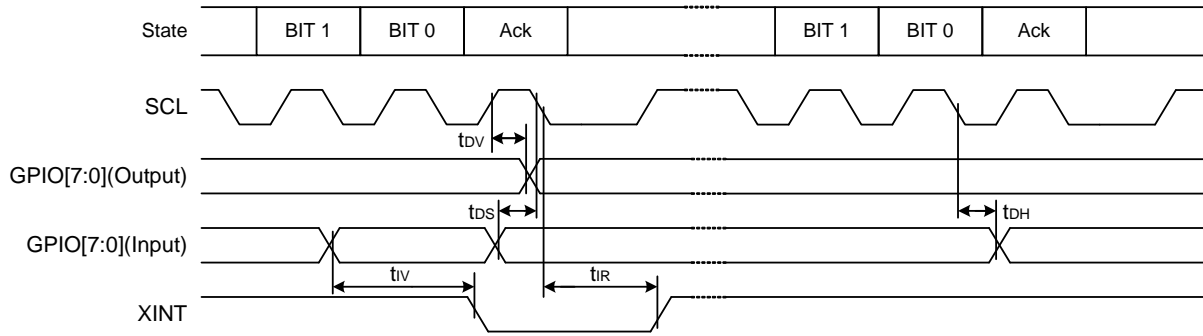 State BIT 1 BIT 0 Ack BIT 1 BIT 0 Ack
SCL
tDV
GPIO[7:0](Output)
tDS tDH
GPIO[7:0](Input)
tIV tIR
XINT